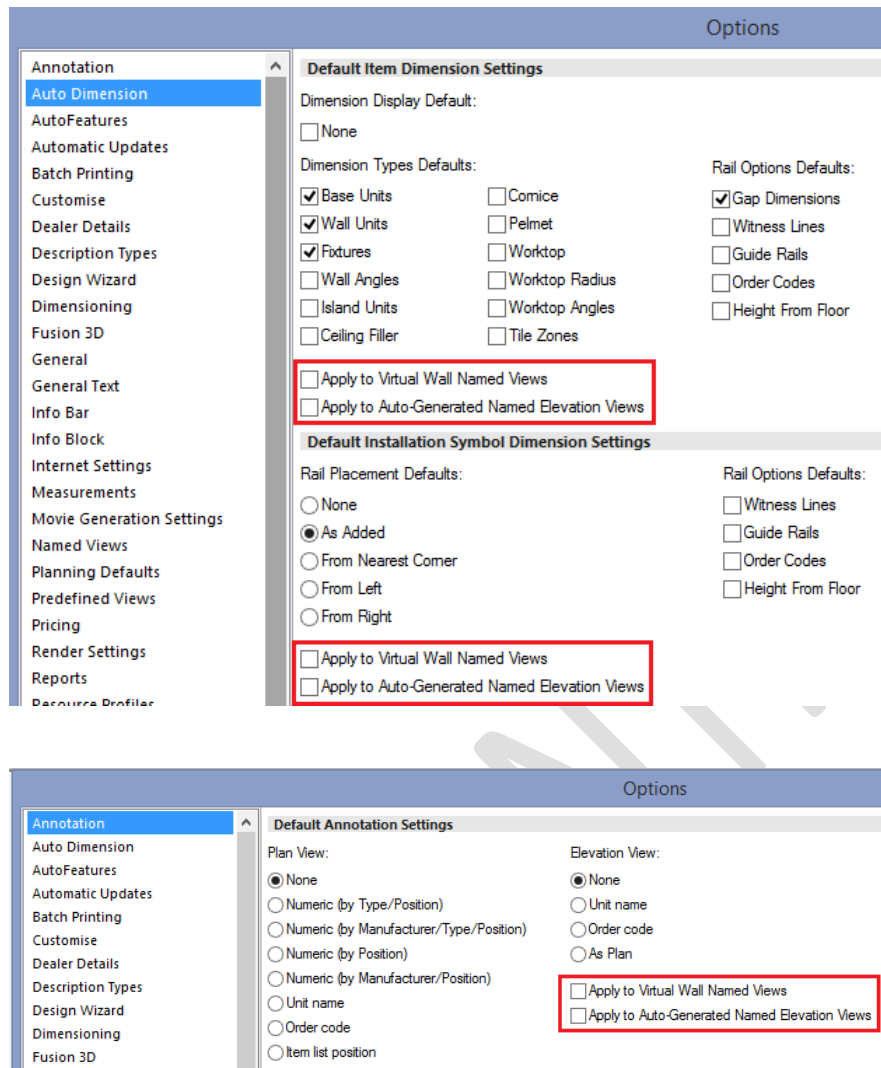 Options
Annotation
Auto Dimension
AutoFeatures
Automatic Updates
Batch Printing
Customise
Dealer Details
Description Types
Design Wizard
Dimensioning
Fusion 3D
General
General Text
Info Bar
Info Block
Internet Settings
Measurements
Movie Generation Settings
Named Views
Planning Defaults
Predefined Views
Pricing
Render Settings
Reports
Resource Profiles
Default Item Dimension Settings
Dimension Display Default:
None
Dimension Types Defaults:
Base Units
Wall Units
Fixtures
Wall Angles
Island Units
Ceiling Filler
Cornice
Pelmet
Worktop
Worktop Radius
Worktop Angles
Tile Zones
Rail Options Defaults:
Gap Dimensions
Witness Lines
Guide Rails
Order Codes
Height From Floor
Apply to Virtual Wall Named Views
Apply to Auto-Generated Named Elevation Views
Default Installation Symbol Dimension Settings
Rail Placement Defaults:
None
As Added
From Nearest Corner
From Left
From Right
Rail Options Defaults:
Witness Lines
Guide Rails
Order Codes
Height From Floor
Apply to Virtual Wall Named Views
Apply to Auto-Generated Named Elevation Views
Options
Annotation
Auto Dimension
AutoFeatures
Automatic Updates
Batch Printing
Customise
Dealer Details
Description Types
Design Wizard
Dimensioning
Fusion 3D
Default Annotation Settings
Plan View:
None
Numeric (by Type/Position)
Numeric (by Manufacturer/Type/Position)
Numeric (by Position)
Numeric (by Manufacturer/Position)
Unit name
Order code
Item list position
Elevation View:
None
Unit name
Order code
As Plan
Apply to Virtual Wall Named Views
Apply to Auto-Generated Named Elevation Views